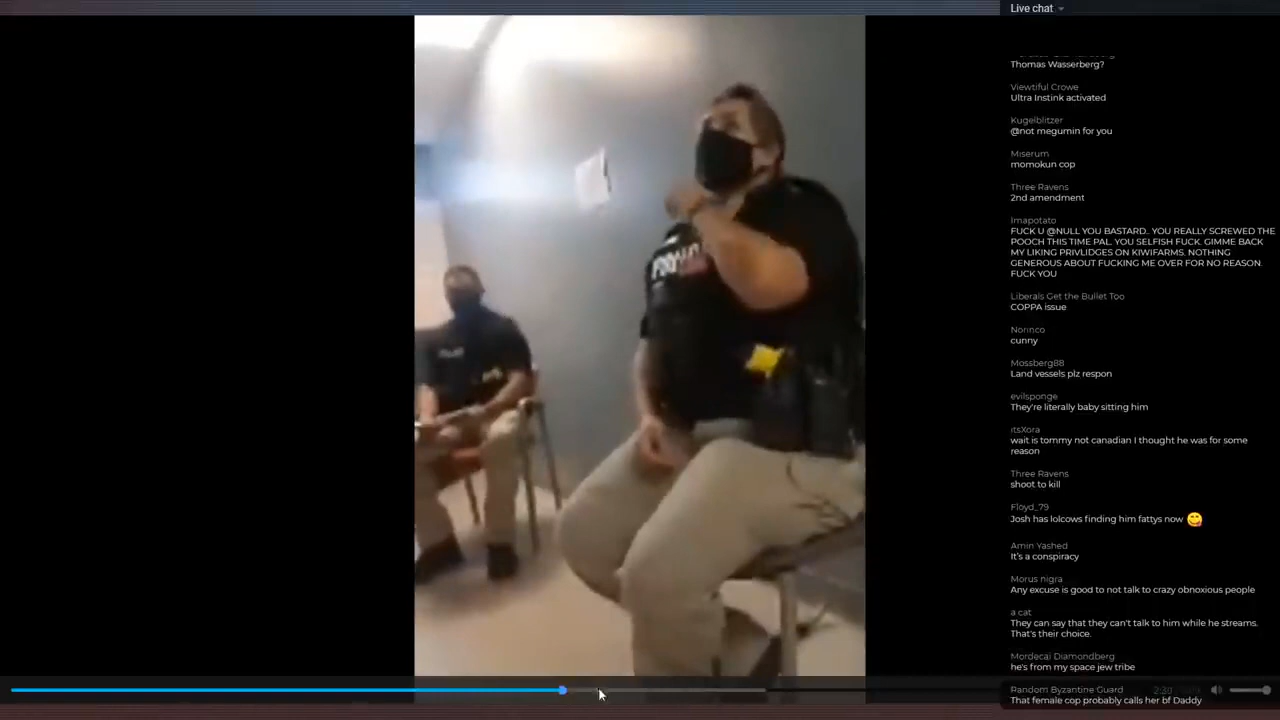 Live chat
Thomas Wasserberg?
Viewtiful Crowe
Ultra Instink activated
Kugelblitzer
@not megumin for you
Miserum
momokun cop
Three Ravens
2nd amendment
Imapotato
FUCK U @NULL YOU BASTARD.. YOU REALLY SCREWED THE
POOCH THIS TIME PAL. YOU SELFISH FUCK. GIMME BACK
MY LIKING PRIVLIDGES ON KIWIFARMS. NOTHING
GENEROUS ABOUT FUCKING ME OVER FOR NO REASON.
FUCK YOU
Liberals Get the Bullet Too
COPPA issue
Norinco
cunny
Mossberg88
Land vessels plz respon
evilsponge
They're literally baby sitting him
itsXora
wait is tommy not canadian I thought he was for some
reason
Three Ravens
shoot to kill
Floyd_79
Josh has lolcows finding him fattys now 😋
Amin Yashed
It's a conspiracy
Morus nigra
Any excuse is good to not talk to crazy obnoxious people
a cat
They can say that they can't talk to him while he streams.
That's their choice.
Mordecai Diamondberg
he's from my space jew tribe
Random Byzantine Guard 2:30
That female cop probably calls her bf Daddy